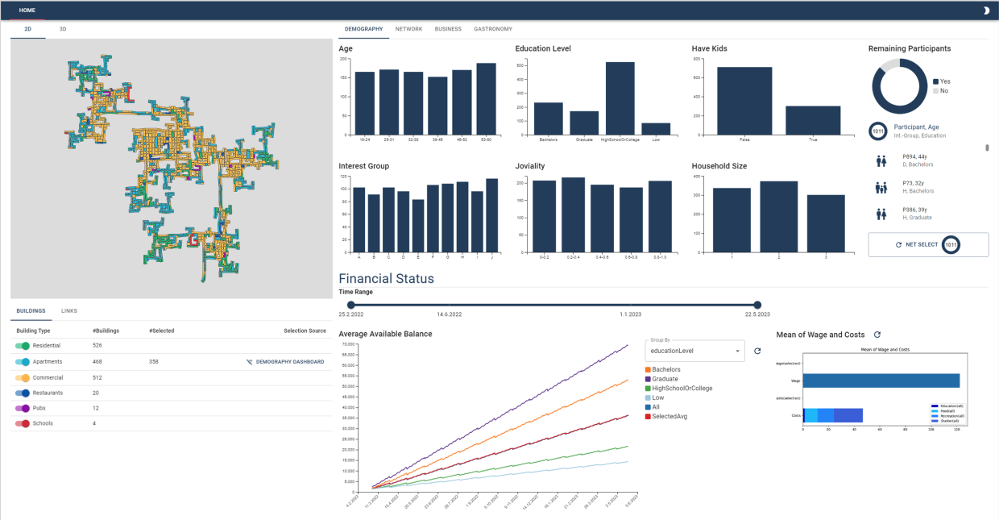 HOME
2D 3D
DEMOGRAPHY NETWORK BUSINESS GASTRONOMY
Age
200
150
100
50
0
18-24 25-31 32-38 39-45 46-52 53-60
Education Level
500
400
300
200
100
0
Bachelors Graduate HighSchoolOrCollege Low
Have Kids
800
600
400
200
0
False True
Remaining Participants
Yes
No
1011
Participant, Age
Int.-Group, Education
P894, 44y
D, Bachelors
P73, 32y
H, Bachelors
P386, 39y
H, Graduate
NET SELECT 1011
Interest Group
100
80
60
40
20
0
A B C D E F G H I J
Joviality
200
150
100
50
0
0-0.2 0.2-0.4 0.4-0.6 0.6-0.8 0.8-1.0
Household Size
400
300
200
100
0
1 2 3
Financial Status
Time Range
25.2.2022 14.6.2022 1.1.2023 22.5.2023
BUILDINGS LINKS
Building Type #Buildings #Selected Selection Source
Residential 526
Apartments 468 358 DEMOGRAPHY DASHBOARD
Commercial 512
Restaurants 20
Pubs 12
Schools 4
Average Available Balance
70,000
65,000
60,000
55,000
50,000
45,000
40,000
35,000
30,000
25,000
20,000
15,000
10,000
5,000
0
4.2.2022 11.3.2022 15.4.2022 20.5.2022 23.6.2022 28.7.2022 1.9.2022 5.10.2022 9.11.2022 14.12.2022 18.1.2023 21.2.2023 28.3.2023 2.5.2023 5.6.2023
Group By
educationLevel
Bachelors
Graduate
HighSchoolOrCollege
Low
All
SelectedAvg
Mean of Wage and Costs
Mean of Wage and Costs
Wage
Costs
Education(all)
Food(all)
Recreation(all)
Shelter(all)
0 20 40 60 80 100 120